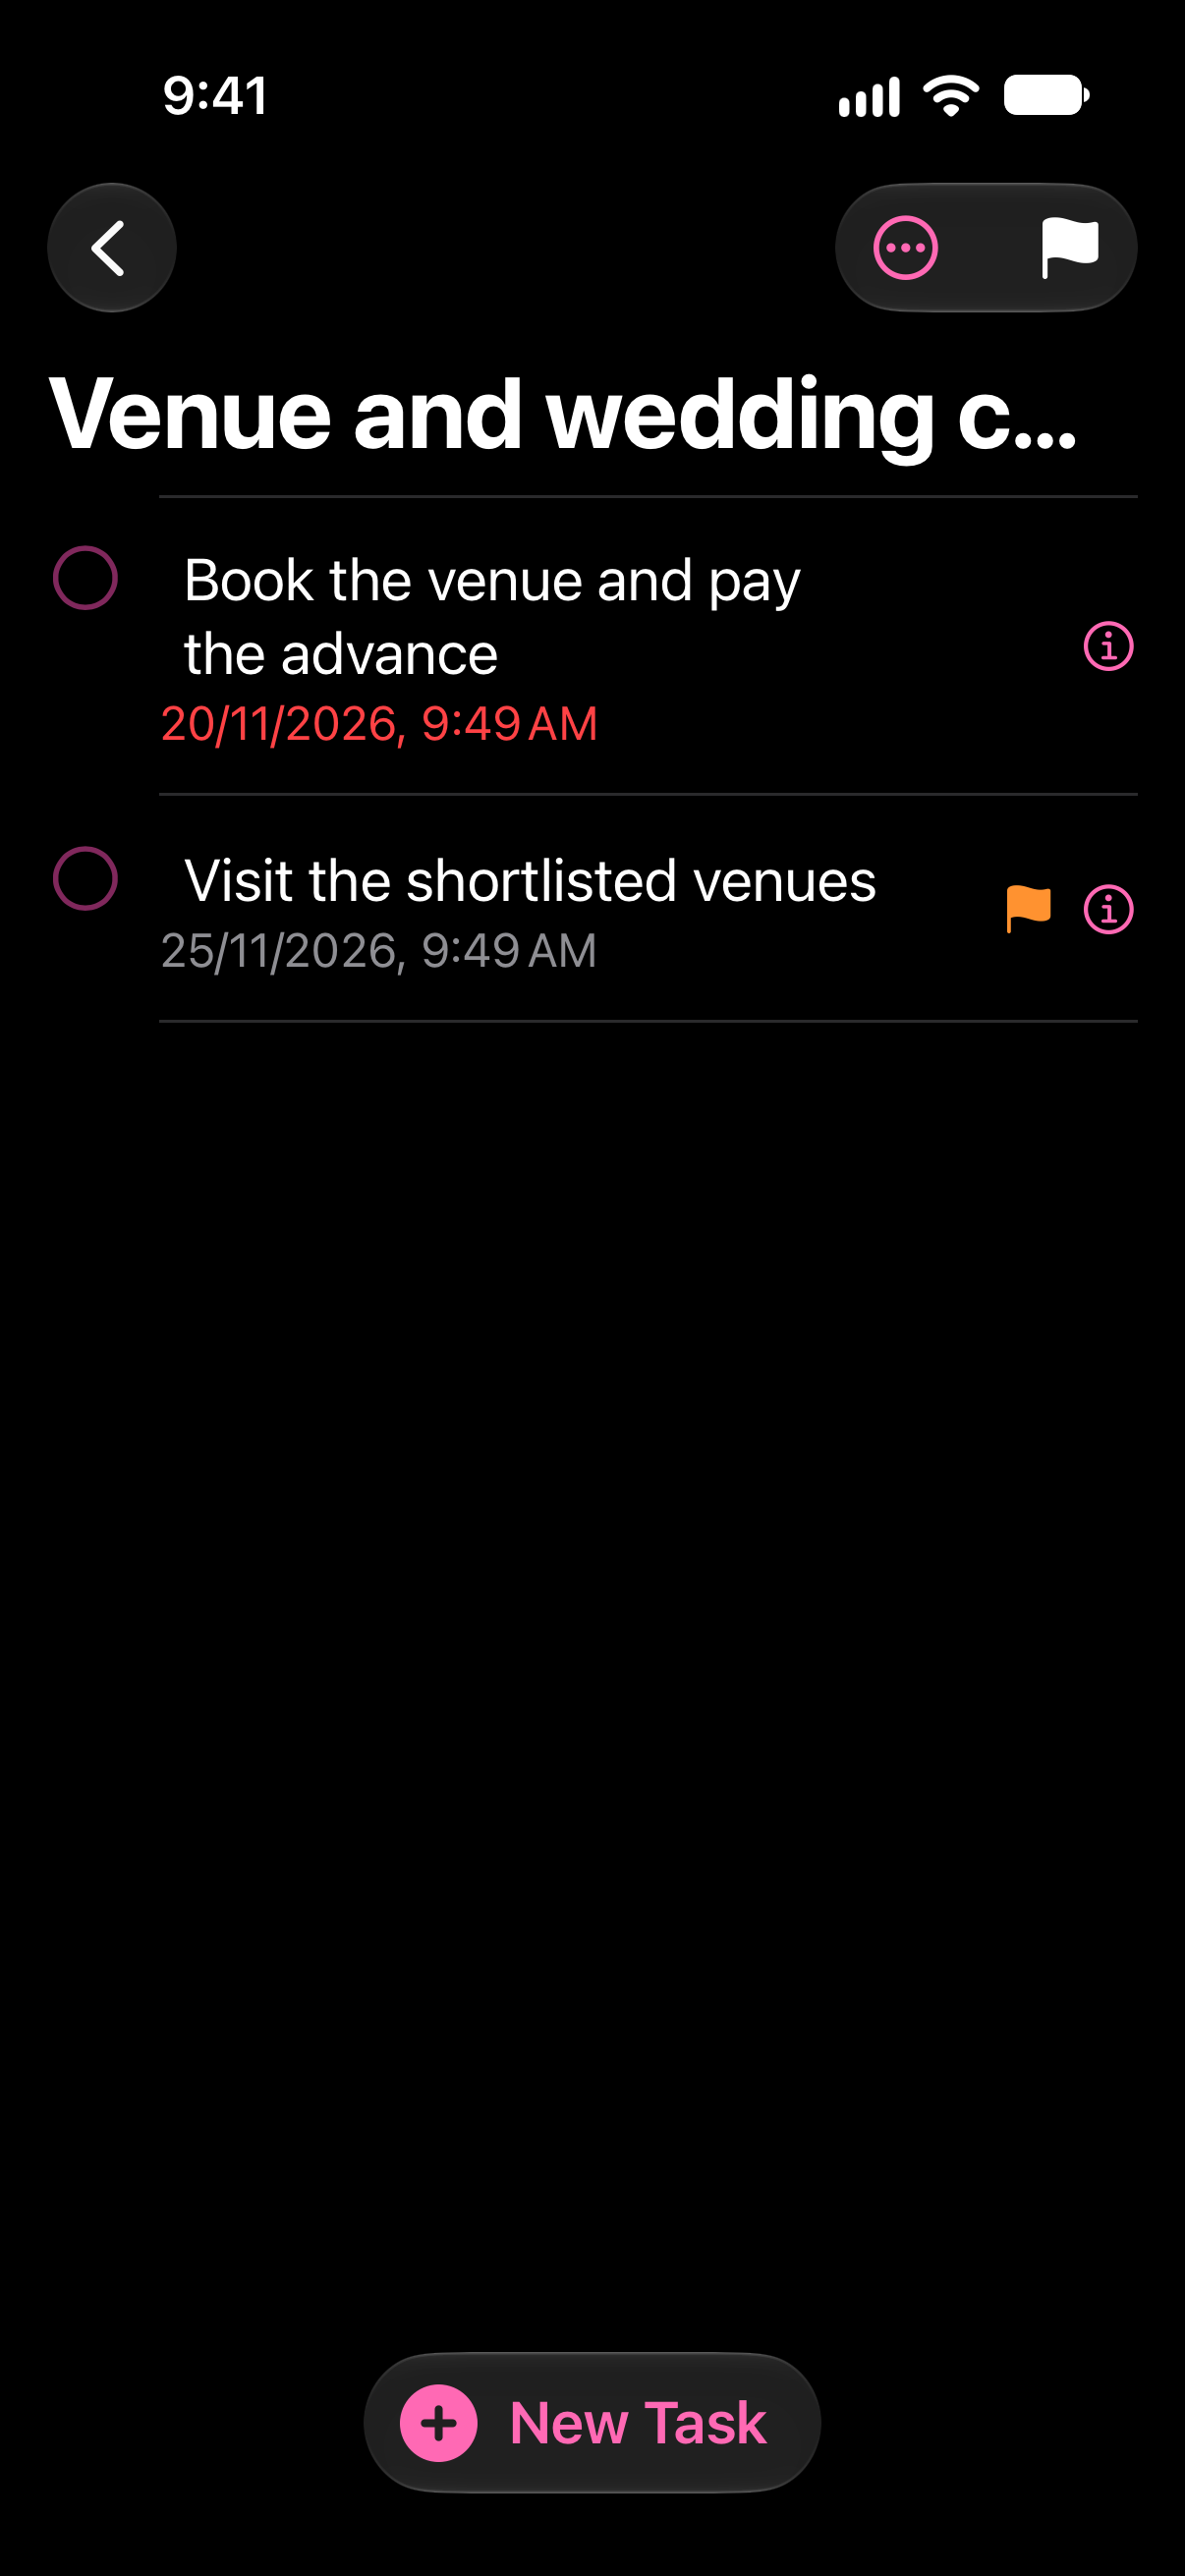 9:41
Venue and wedding c...
Book the venue and pay
the advance
20/11/2026, 9:49 AM
Visit the shortlisted venues
25/11/2026, 9:49 AM
New Task